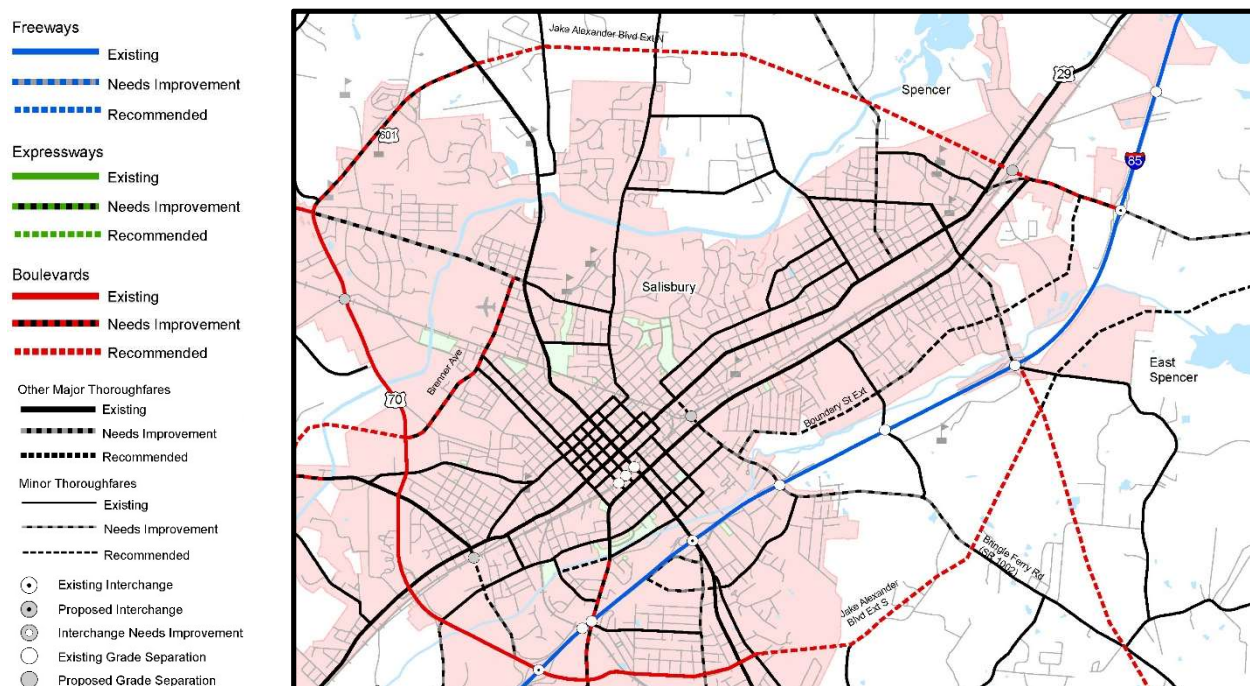 Freeways
Existing
Needs Improvement
Recommended
Expressways
Existing
Needs Improvement
Recommended
Boulevards
Existing
Needs Improvement
Recommended
Other Major Thoroughfares
Existing
Needs Improvement
Recommended
Minor Thoroughfares
Existing
Needs Improvement
Recommended
Existing Interchange
Proposed Interchange
Interchange Needs Improvement
Existing Grade Separation
Proposed Grade Separation
Jake Alexander Blvd Ext N
29
Spencer
601
85
Salisbury
Brenner Ave
70
East
Spencer
Boundary St Ext
Bringle Ferry Rd
(SR 1002)
Jake Alexander
Blvd Ext S